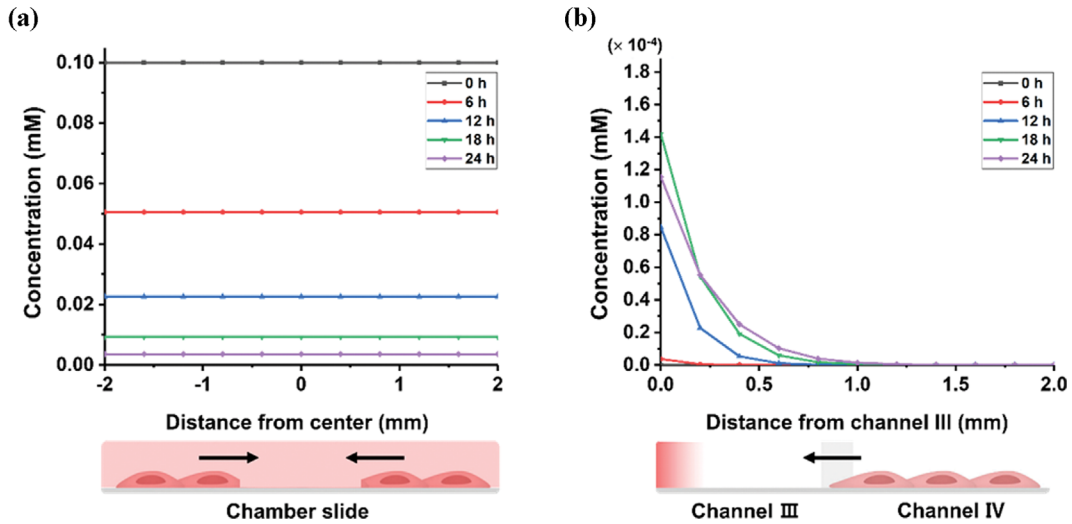 (a)
Concentration (mM)
0.10
0.08
0.06
0.04
0.02
0.00
0 h
6 h
12 h
18 h
24 h
-2
-1
0
1
2
Distance from center (mm)
Chamber slide
(b)
(× 10⁻⁴)
Concentration (mM)
1.8
1.6
1.4
1.2
1.0
0.8
0.6
0.4
0.2
0.0
0 h
6 h
12 h
18 h
24 h
0.0
0.5
1.0
1.5
2.0
Distance from channel III (mm)
Channel III
Channel IV